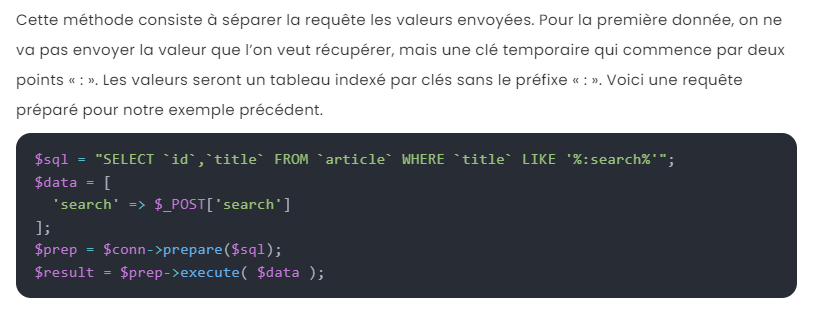 Cette méthode consiste à séparer la requête les valeurs envoyées. Pour la première donnée, on ne
va pas envoyer la valeur que l'on veut récupérer, mais une clé temporaire qui commence par deux
points « : ». Les valeurs seront un tableau indexé par clés sans le préfixe « : ». Voici une requête
préparé pour notre exemple précédent.
$sql = "SELECT `id`,`title` FROM `article` WHERE `title` LIKE '%:search%'";
$data = [
  'search' => $_POST['search']
];
$prep = $conn->prepare($sql);
$result = $prep->execute( $data );